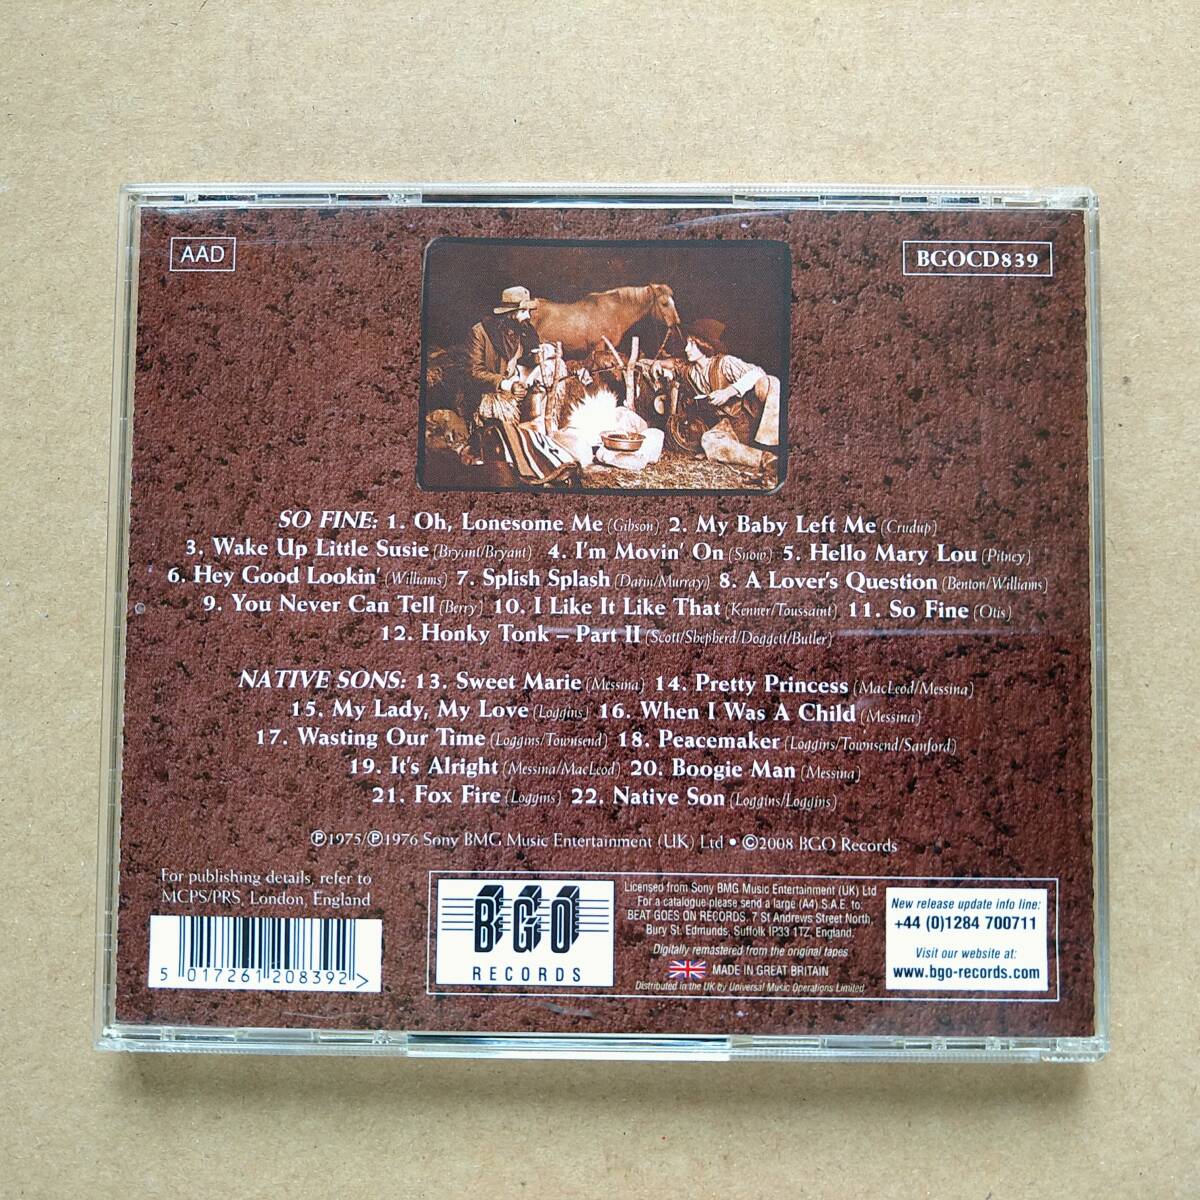 AAD
BGOCD839
SO FINE: 1. Oh, Lonesome Me (Gibson) 2. My Baby Left Me (Crudup)
3. Wake Up Little Susie (Bryant/Bryant) 4. I'm Movin' On (Snow) 5. Hello Mary Lou (Pitney)
6. Hey Good Lookin' (Williams) 7. Splish Splash (Darin/Murray) 8. A Lover's Question (Benton/Williams)
9. You Never Can Tell (Berry) 10. I Like It Like That (Kenner/Toussaint) 11. So Fine (Otis)
12. Honky Tonk – Part II (Scott/Shepherd/Doggett/Butler)
NATIVE SONS: 13. Sweet Marie (Messina) 14. Pretty Princess (MacLeod/Messina)
15. My Lady, My Love (Loggins) 16. When I Was A Child (Messina)
17. Wasting Our Time (Loggins/Townsend) 18. Peacemaker (Loggins/Townsend/Sanford)
19. It's Alright (Messina/MacLeod) 20. Boogie Man (Messina)
21. Fox Fire (Loggins) 22. Native Son (Loggins/Loggins)
℗1975/℗1976 Sony BMG Music Entertainment (UK) Ltd • ©2008 BGO Records
For publishing details, refer to
MCPS/PRS, London, England
5 017261 208392 >
BGO
RECORDS
Licensed from Sony BMG Music Entertainment (UK) Ltd
For a catalogue please send a large (A4) S.A.E. to:
BEAT GOES ON RECORDS, 7 St Andrews Street North,
Bury St. Edmunds, Suffolk IP33 1TZ, England.
Digitally remastered from the original tapes
MADE IN GREAT BRITAIN
Distributed in the UK by Universal Music Operations Limited
New release update info line:
+44 (0)1284 700711
Visit our website at:
www.bgo-records.com